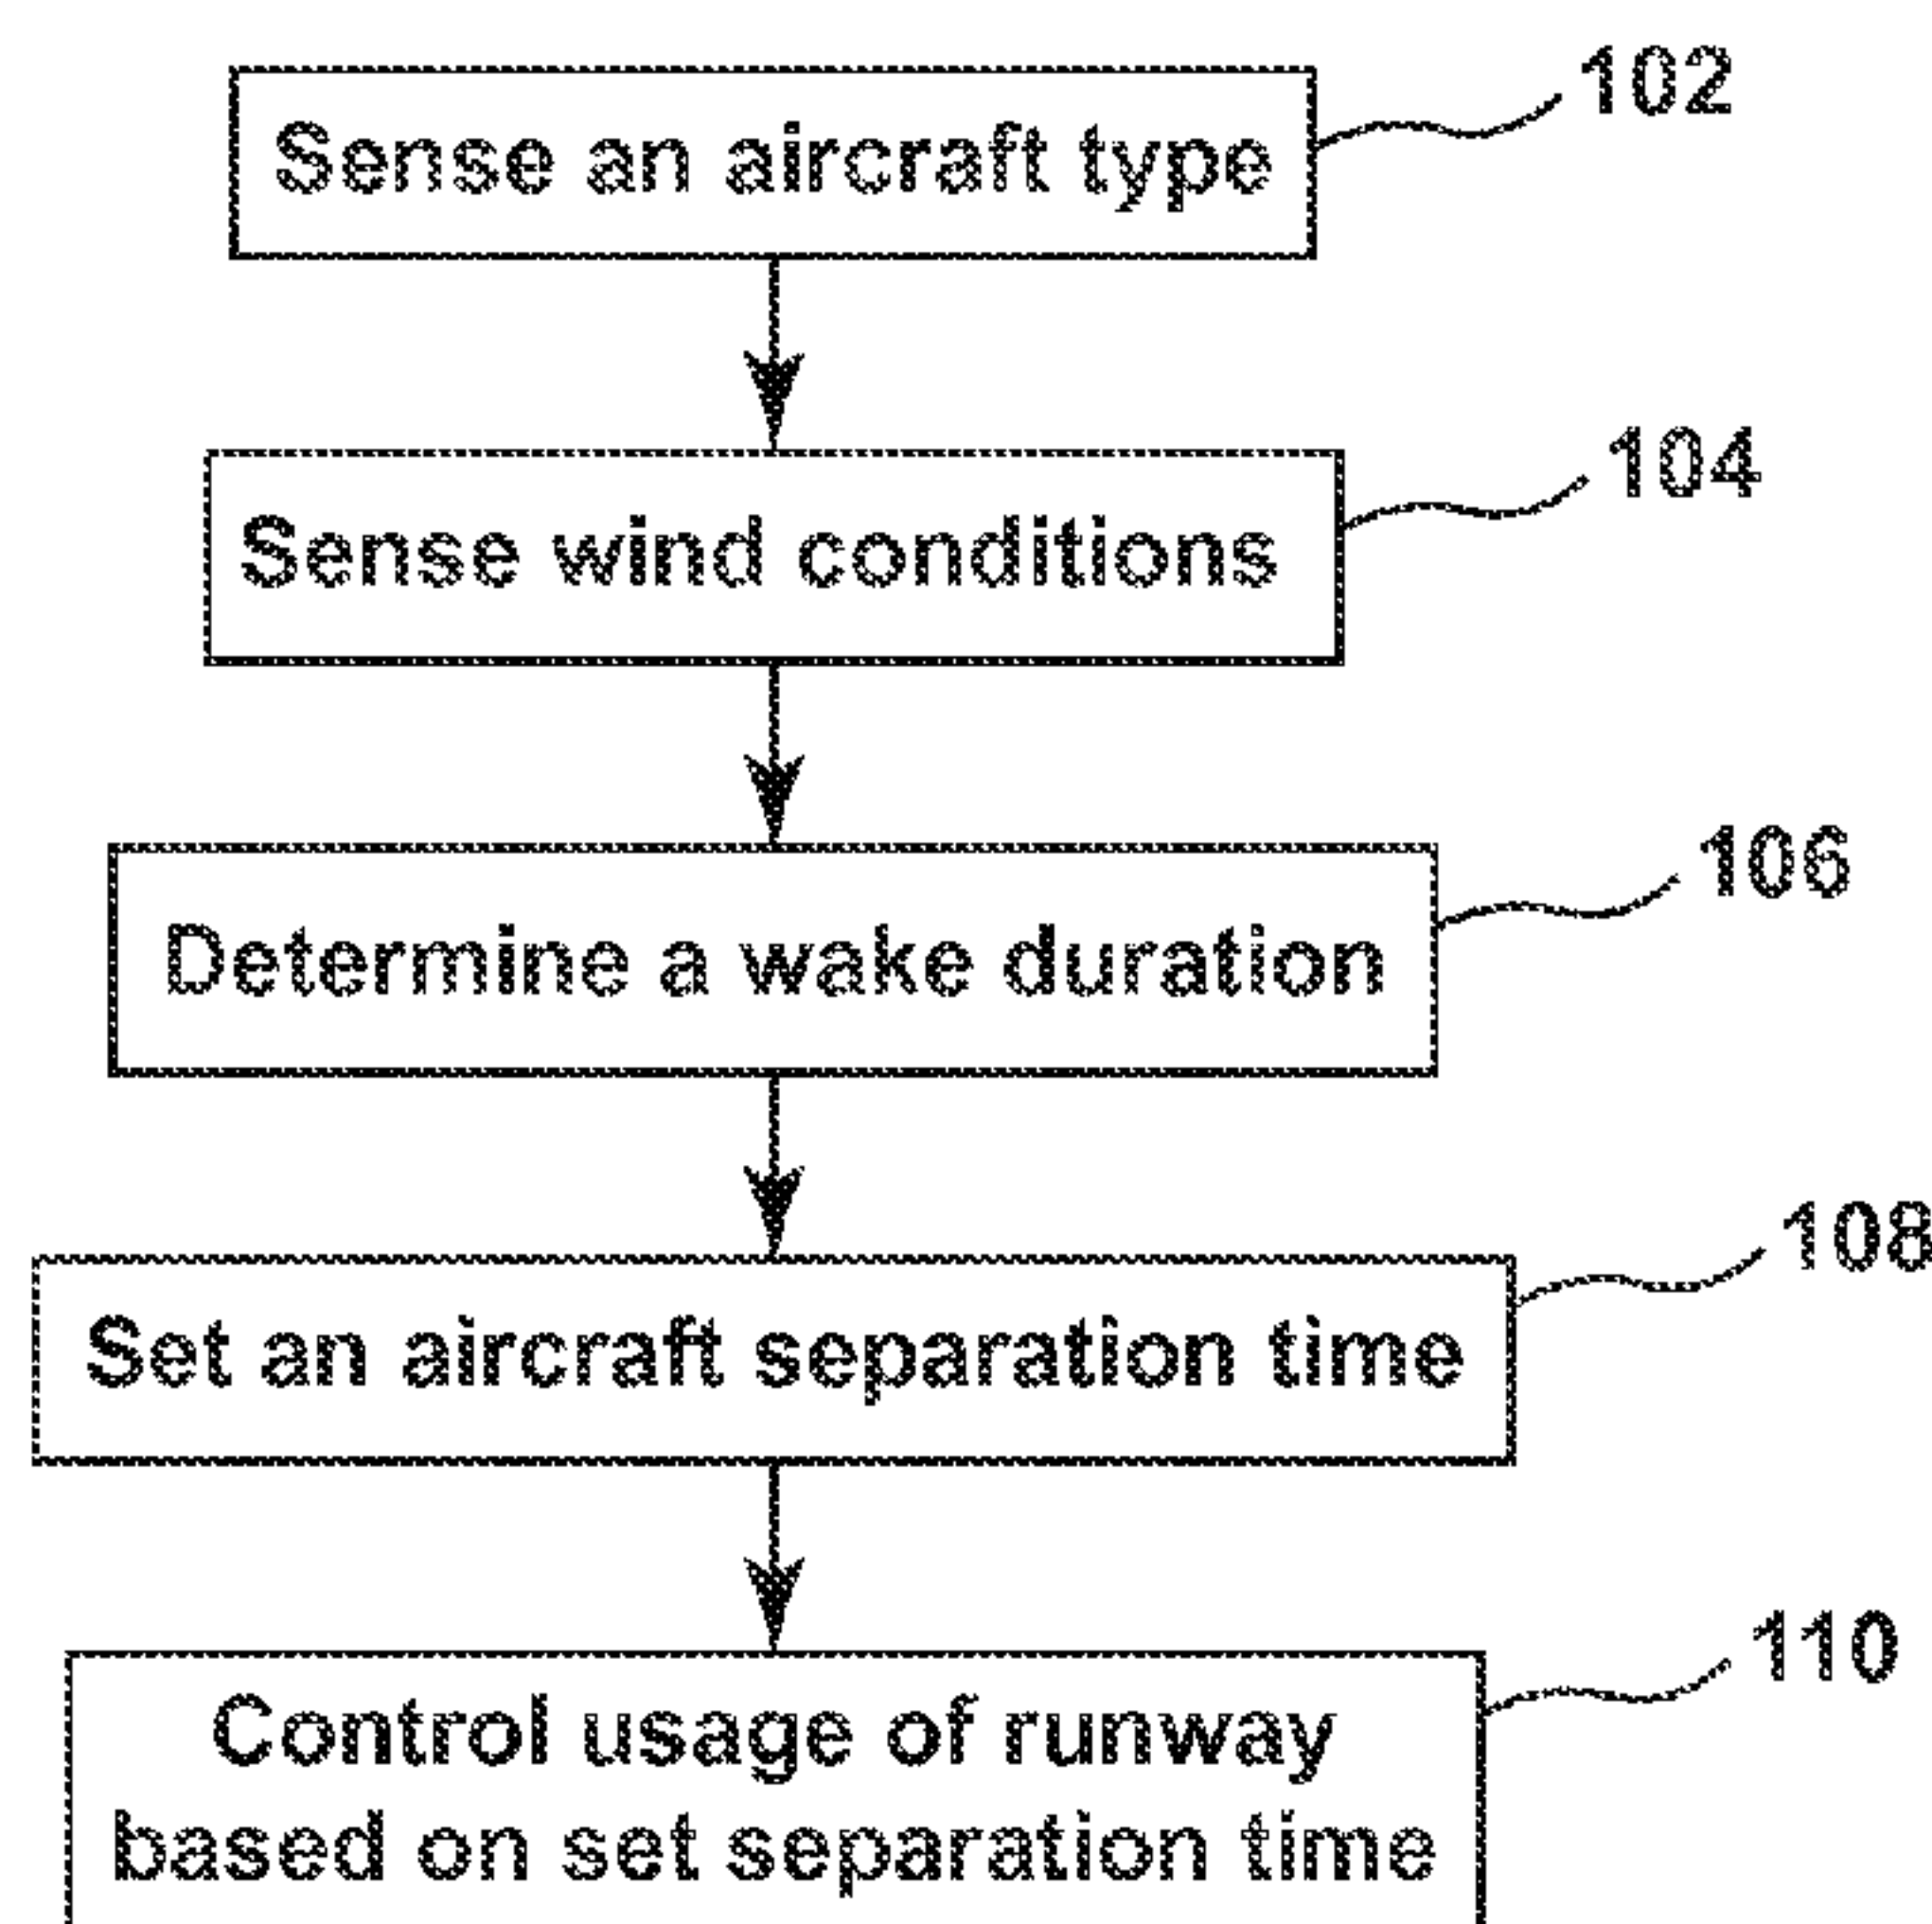 Sense an aircraft type
102
Sense wind conditions
104
Determine a wake duration
106
Set an aircraft separation time
108
Control usage of runway
based on set separation time
110